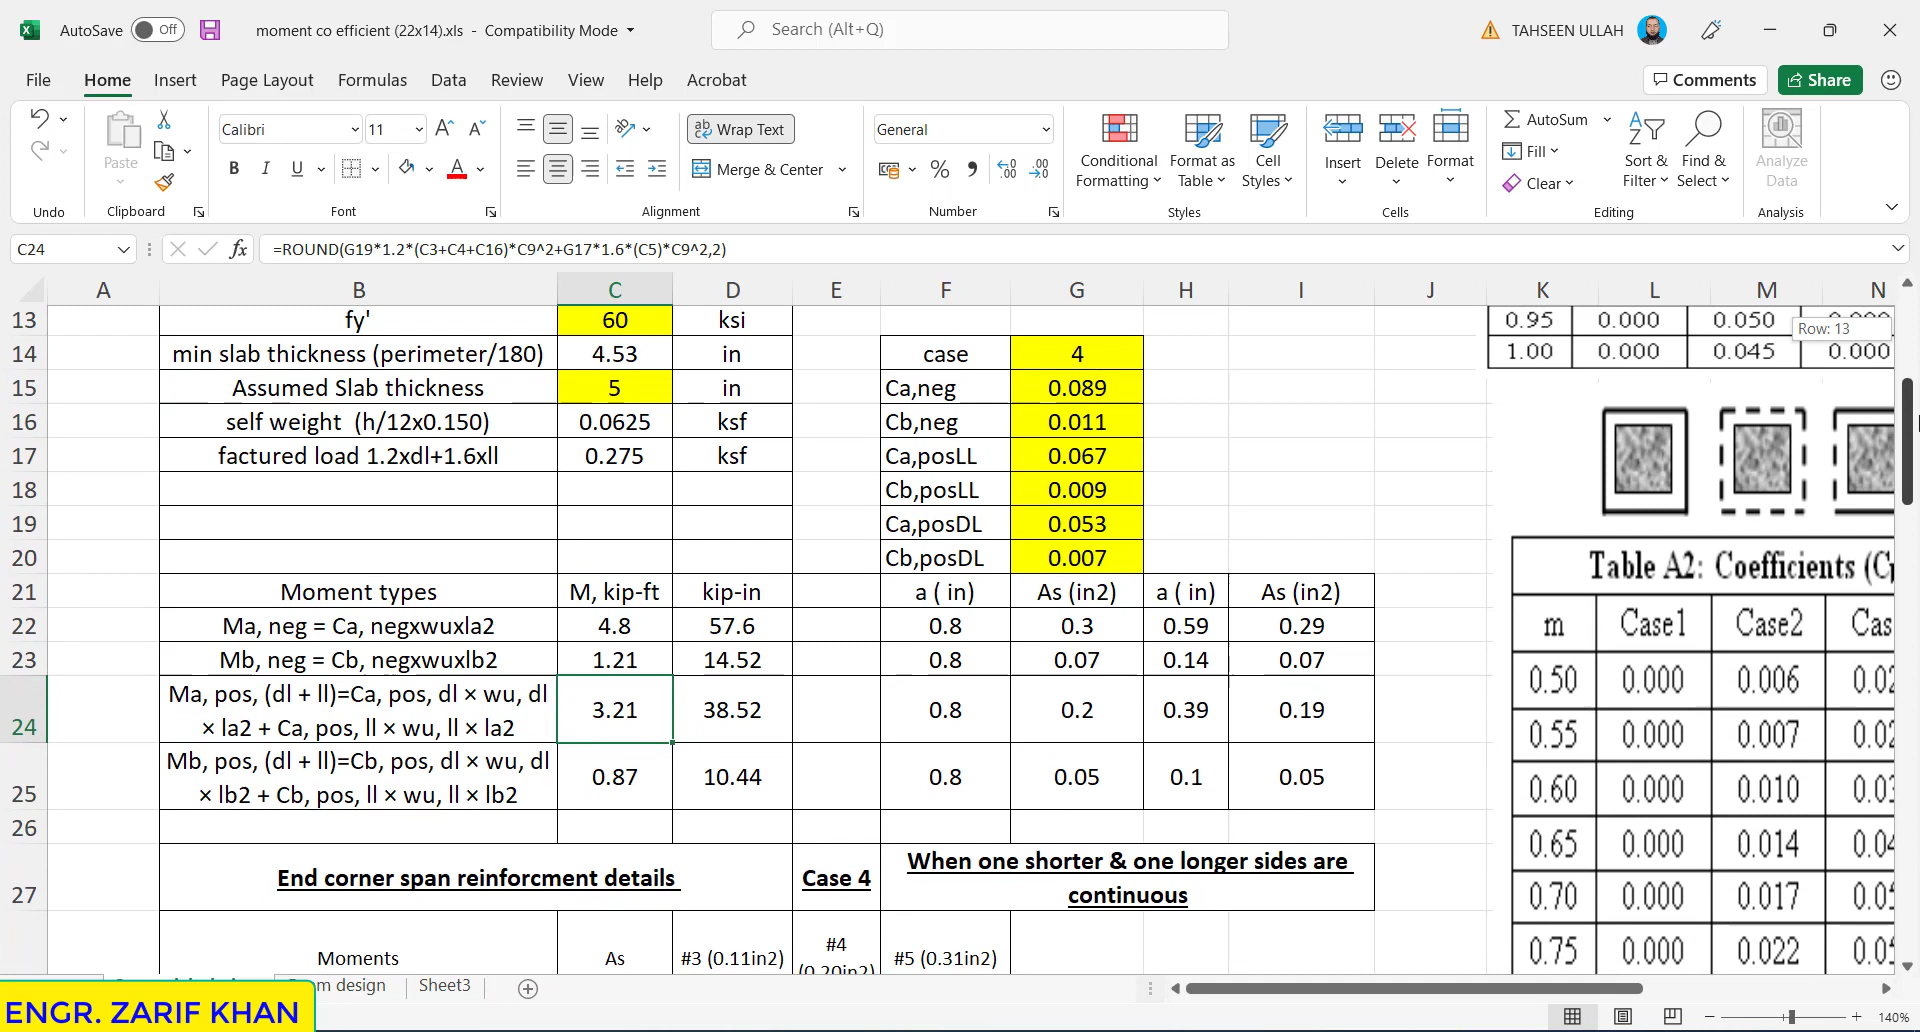 AutoSave Off moment co efficient (22x14).xls - Compatibility Mode Search (Alt+Q) TAHSEEN ULLAH
File Home Insert Page Layout Formulas Data Review View Help Acrobat Comments Share
Calibri 11 Wrap Text General AutoSum
Paste Conditional Formatting Format as Table Cell Styles Insert Delete Format Fill Sort & Filter Find & Select Analyze Data
B I U Merge & Center % Clear
Undo Clipboard Font Alignment Number Styles Cells Editing Analysis
C24 fx =ROUND(G19*1.2*(C3+C4+C16)*C9^2+G17*1.6*(C5)*C9^2,2)
A B C D E F G H I J K L M N
13 fy' 60 ksi 0.95 0.000 0.050 Row: 13
14 min slab thickness (perimeter/180) 4.53 in case 4 1.00 0.000 0.045 0.000
15 Assumed Slab thickness 5 in Ca,neg 0.089
16 self weight (h/12x0.150) 0.0625 ksf Cb,neg 0.011
17 factured load 1.2xdl+1.6xll 0.275 ksf Ca,posLL 0.067
18 Cb,posLL 0.009
19 Ca,posDL 0.053
20 Cb,posDL 0.007
Table A2: Coefficients
21 Moment types M, kip-ft kip-in a ( in) As (in2) a ( in) As (in2)
22 Ma, neg = Ca, negxwuxla2 4.8 57.6 0.8 0.3 0.59 0.29
m Case1 Case2 Cas
23 Mb, neg = Cb, negxwuxlb2 1.21 14.52 0.8 0.07 0.14 0.07
0.50 0.000 0.006
24 Ma, pos, (dl + ll)=Ca, pos, dl × wu, dl
× la2 + Ca, pos, ll × wu, ll × la2
3.21 38.52 0.8 0.2 0.39 0.19
0.55 0.000 0.007
25 Mb, pos, (dl + ll)=Cb, pos, dl × wu, dl
× lb2 + Cb, pos, ll × wu, ll × lb2
0.87 10.44 0.8 0.05 0.1 0.05
0.60 0.000 0.010
26
0.65 0.000 0.014
27 End corner span reinforcment details Case 4 When one shorter & one longer sides are
continuous
0.70 0.000 0.017
0.75 0.000 0.022
Moments As #3 (0.11in2) #4
(0.20in2) #5 (0.31in2)
m design Sheet3
ENGR. ZARIF KHAN
140%